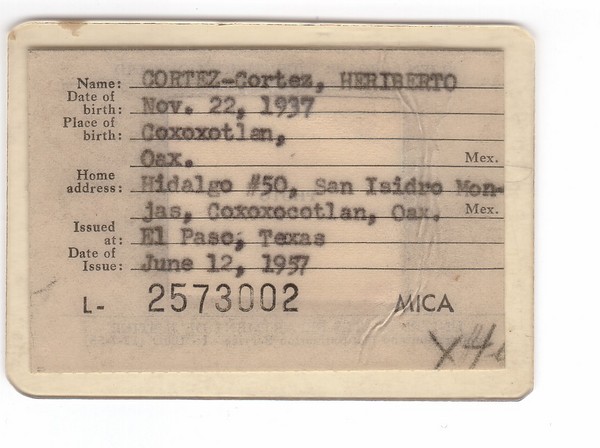 Name: CORTEZ-Cortez, HERIBERTO
Date of birth: Nov. 22, 1937
Place of birth: Coxoxotlan,
Oax. Mex.
Home address: Hidalgo #50, San Isidro Mon-
jas, Coxoxocotlan, Oax. Mex.
Issued at: El Paso, Texas
Date of Issue: June 12, 1957
L- 2573002 MICA